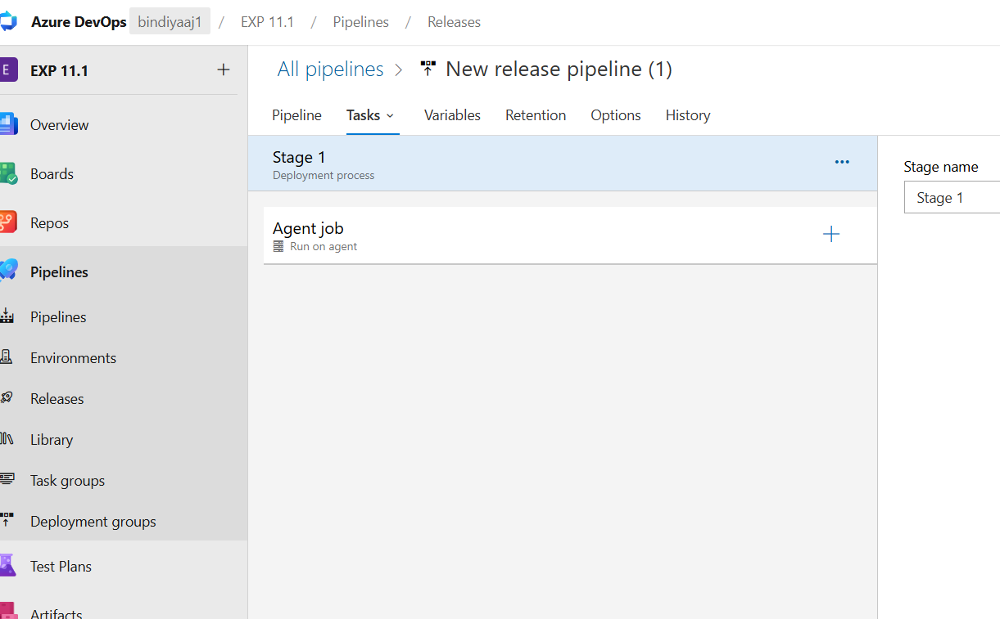 Azure DevOps bindiyaaj1 / EXP 11.1 / Pipelines / Releases
E EXP 11.1 +
Overview
Boards
Repos
Pipelines
Pipelines
Environments
Releases
Library
Task groups
Deployment groups
Test Plans
Artifacts
All pipelines > New release pipeline (1)
Pipeline Tasks Variables Retention Options History
Stage 1
Deployment process
Agent job
Run on agent
Stage name
Stage 1